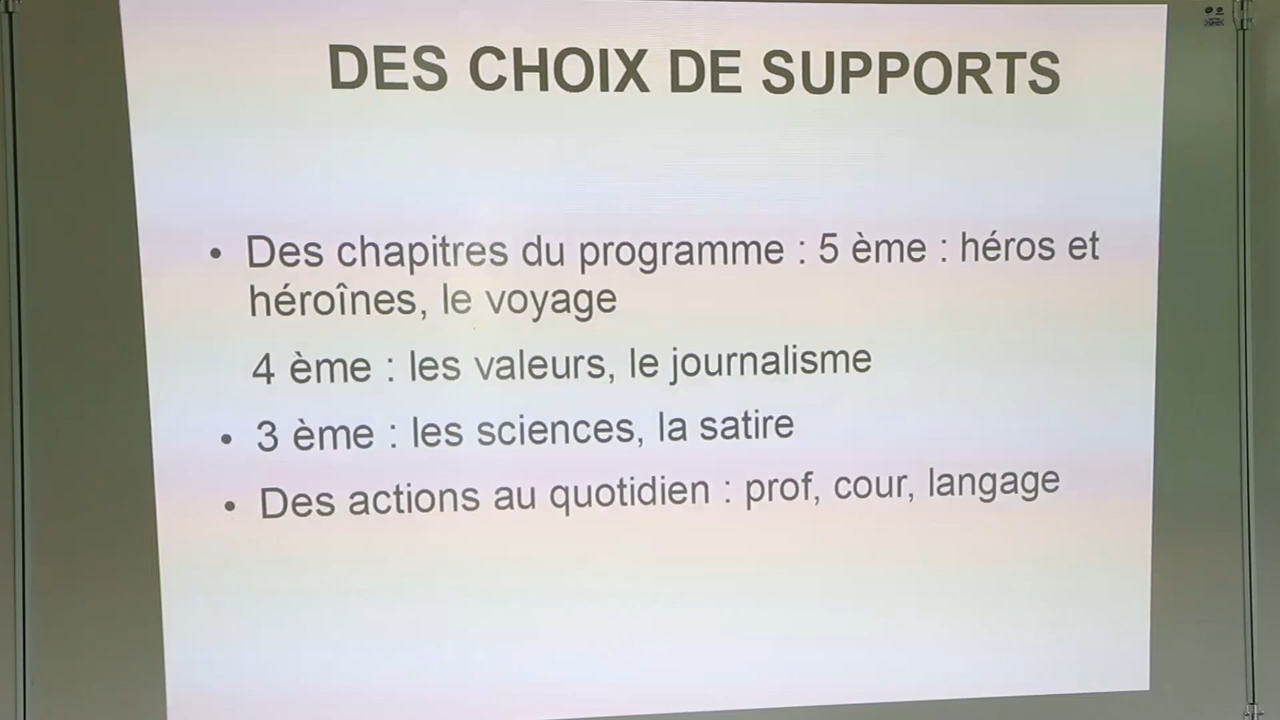 DES CHOIX DE SUPPORTS
• Des chapitres du programme : 5 ème : héros et
héroînes, le voyage
4 ème : les valeurs, le journalisme
• 3 ème : les sciences, la satire
• Des actions au quotidien : prof, cour, langage